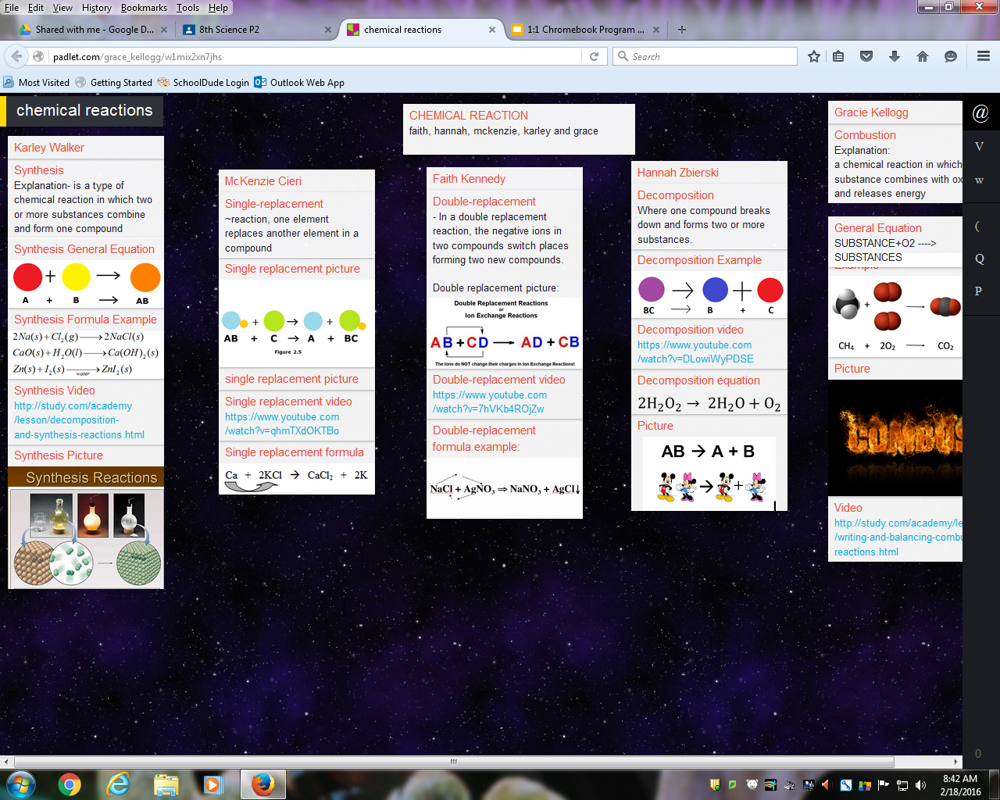 File Edit View History Bookmarks Tools Help
Shared with me - Google D...
8th Science P2
chemical reactions
1:1 Chromebook Program ...
padlet.com/grace_kellogg/w1mix2xn7jhs
Search
Most Visited
Getting Started
SchoolDude Login
Outlook Web App
chemical reactions
CHEMICAL REACTION
faith, hannah, mckenzie, karley and grace
Karley Walker
Synthesis
Explanation- is a type of
chemical reaction in which two
or more substances combine
and form one compound
Synthesis General Equation
A + B → AB
Synthesis Formula Example
2Na(s) + Cl₂(g) ⟶ 2NaCl(s)
CaO(s) + H₂O(l) ⟶ Ca(OH)₂(s)
Zn(s) + I₂(s) ⟶ ZnI₂(s)
water
Synthesis Video
http://study.com/academy
/lesson/decomposition-
and-synthesis-reactions.html
Synthesis Picture
Synthesis Reactions
McKenzie Cieri
Single-replacement
~reaction, one element
replaces another element in a
compound
Single replacement picture
AB + C → A + BC
Figure 2.5
single replacement picture
Single replacement video
https://www.youtube.com
/watch?v=qhmTXdOKTBo
Single replacement formula
Ca + 2KCl → CaCl₂ + 2K
Faith Kennedy
Double-replacement
- In a double replacement
reaction, the negative ions in
two compounds switch places
forming two new compounds.
Double replacement picture:
Double Replacement Reactions
or
Ion Exchange Reactions
AB + CD → AD + CB
The ions do NOT change their charges in Ion Exchange Reactions!
Double-replacement video
https://www.youtube.com
/watch?v=7hVKb4ROjZw
Double-replacement
formula example:
NaCl + AgNO₃ ⇒ NaNO₃ + AgCl↓
Hannah Zbierski
Decomposition
Where one compound breaks
down and forms two or more
substances.
Decomposition Example
BC → B + C
Decomposition video
https://www.youtube.com
/watch?v=DLowiWyPDSE
Decomposition equation
2H₂O₂ → 2H₂O + O₂
Picture
AB → A + B
→ +
Gracie Kellogg
Combustion
Explanation:
a chemical reaction in which
substance combines with ox
and releases energy
General Equation
SUBSTANCE+O2 ---->
SUBSTANCES
Example
CH₄ + 2O₂ → CO₂
Picture
COMBUS
Video
http://study.com/academy/le
/writing-and-balancing-combu
reactions.html
@
V
w
(
Q
P
0
8:42 AM
2/18/2016